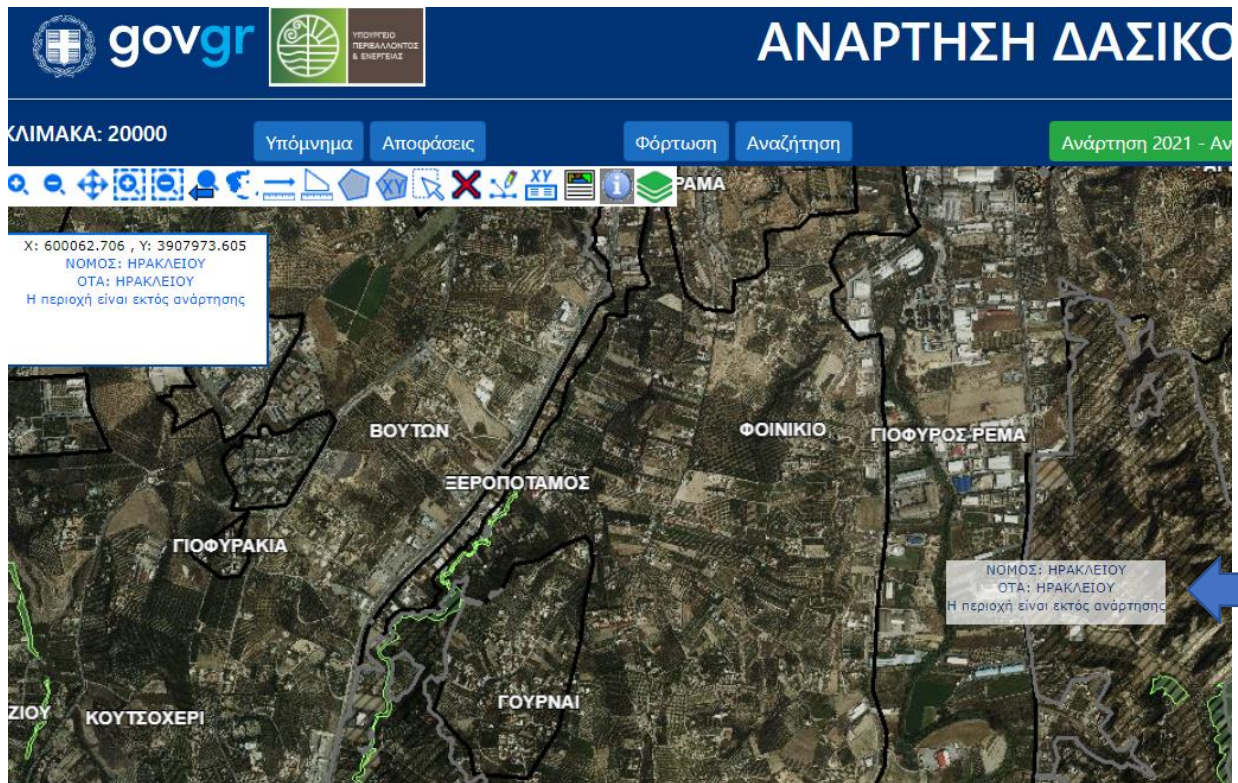 govgr
ΥΠΟΥΡΓΕΙΟ
ΠΕΡΙΒΑΛΛΟΝΤΟΣ
& ΕΝΕΡΓΕΙΑΣ
ΑΝΑΡΤΗΣΗ ΔΑΣΙΚΟ
ΚΛΙΜΑΚΑ: 20000
Υπόμνημα
Αποφάσεις
Φόρτωση
Αναζήτηση
Ανάρτηση 2021 - Αν
XY
XY
ΡΑΜΑ
X: 600062.706 , Y: 3907973.605
ΝΟΜΟΣ: ΗΡΑΚΛΕΙΟΥ
ΟΤΑ: ΗΡΑΚΛΕΙΟΥ
Η περιοχή είναι εκτός ανάρτησης
ΒΟΥΤΩΝ
ΦΟΙΝΙΚΙΟ
ΓΙΟΦΥΡΟΣ-ΡΕΜΑ
ΞΕΡΟΠΟΤΑΜΟΣ
ΓΙΟΦΥΡΑΚΙΑ
ΝΟΜΟΣ: ΗΡΑΚΛΕΙΟΥ
ΟΤΑ: ΗΡΑΚΛΕΙΟΥ
Η περιοχή είναι εκτός ανάρτησης
ΓΟΥΡΝΑΙ
ΖΙΟΥ
ΚΟΥΤΣΟΧΕΡΙ